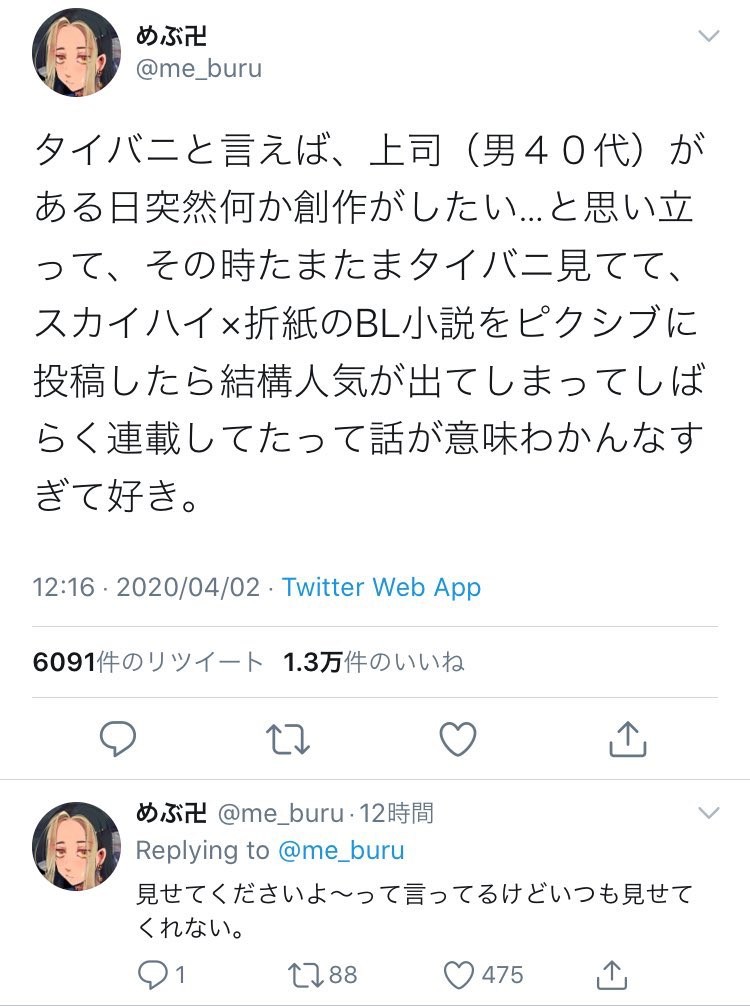 めぶ卍
@me_buru
タイバニと言えば、上司（男４０代）が
ある日突然何か創作がしたい...と思い立
って、その時たまたまタイバニ見てて、
スカイハイ×折紙のBL小説をピクシブに
投稿したら結構人気が出てしまってしば
らく連載してたって話が意味わかんなす
ぎて好き。
12:16 · 2020/04/02 · Twitter Web App
6091件のリツイート 1.3万件のいいね
めぶ卍 @me_buru · 12時間
Replying to @me_buru
見せてくださいよ〜って言ってるけどいつも見せて
くれない。
1 88 475